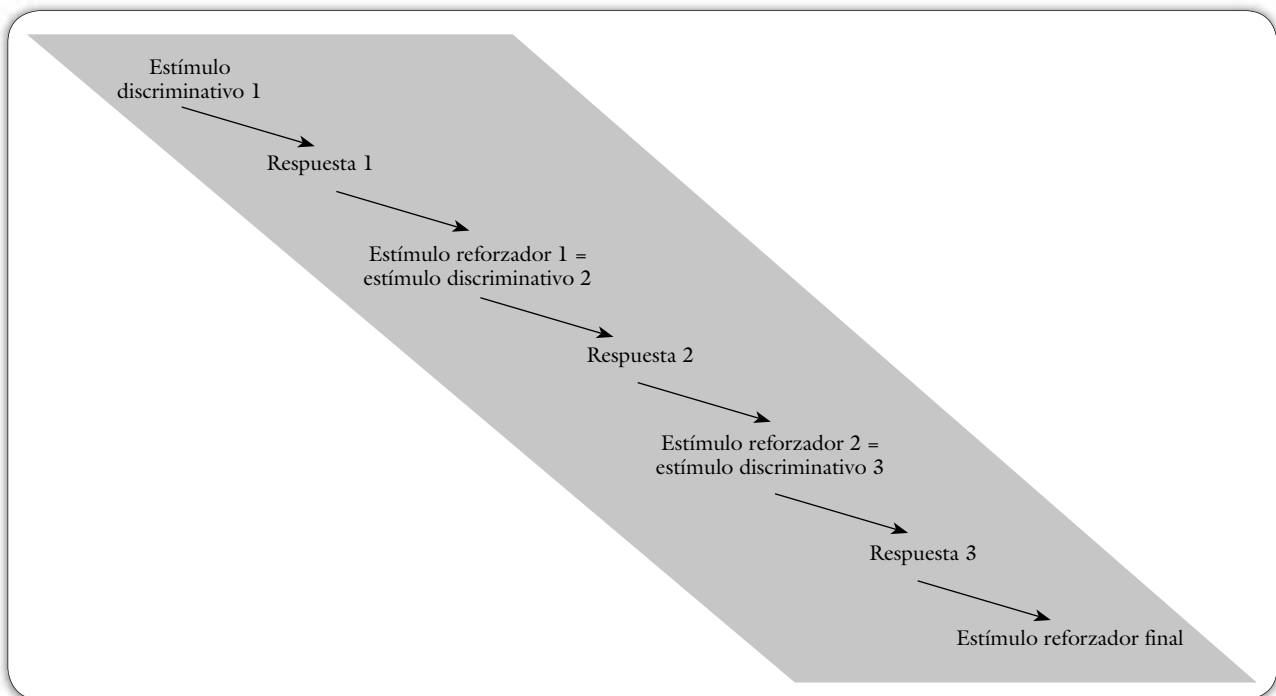 Estímulo
discriminativo 1
Respuesta 1
Estímulo reforzador 1 =
estímulo discriminativo 2
Respuesta 2
Estímulo reforzador 2 =
estímulo discriminativo 3
Respuesta 3
Estímulo reforzador final